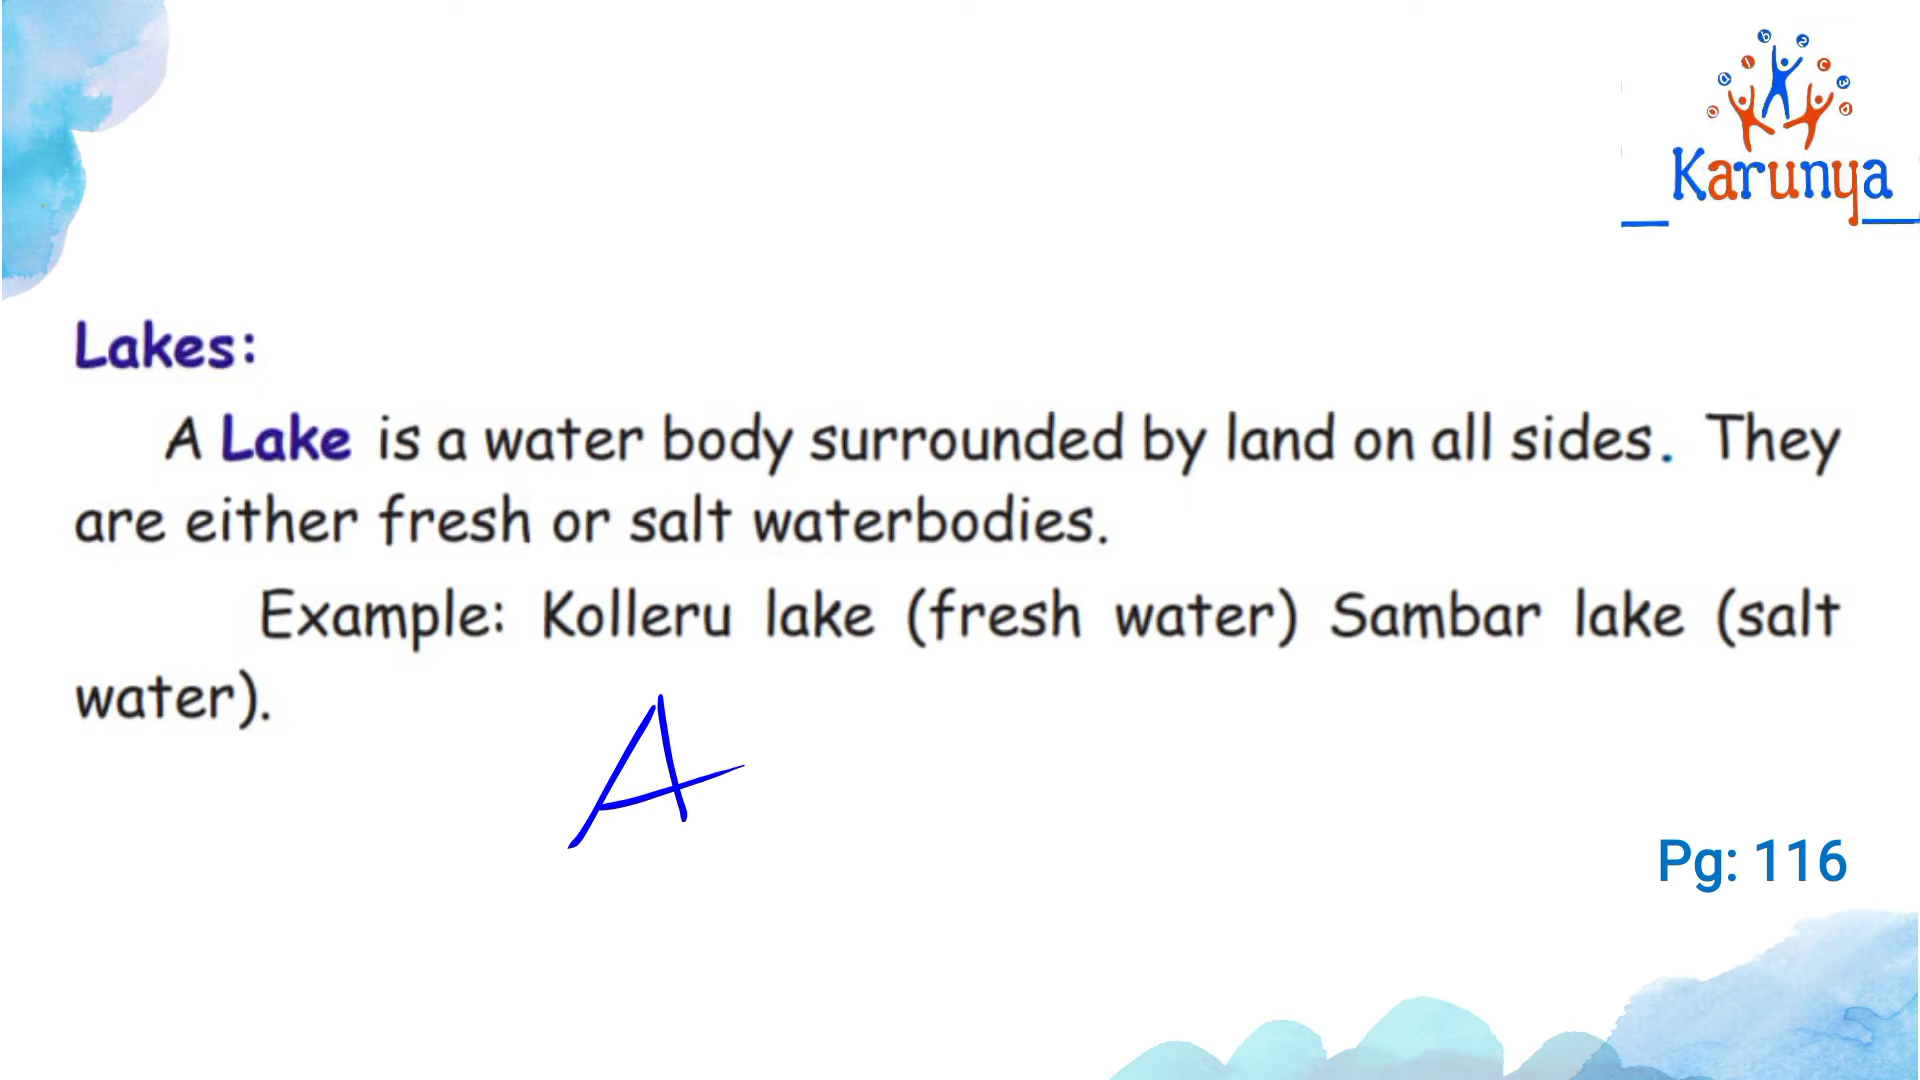 Karunya
Lakes:
A Lake is a water body surrounded by land on all sides. They
are either fresh or salt waterbodies.
Example: Kolleru lake (fresh water) Sambar lake (salt
water).
A
Pg: 116